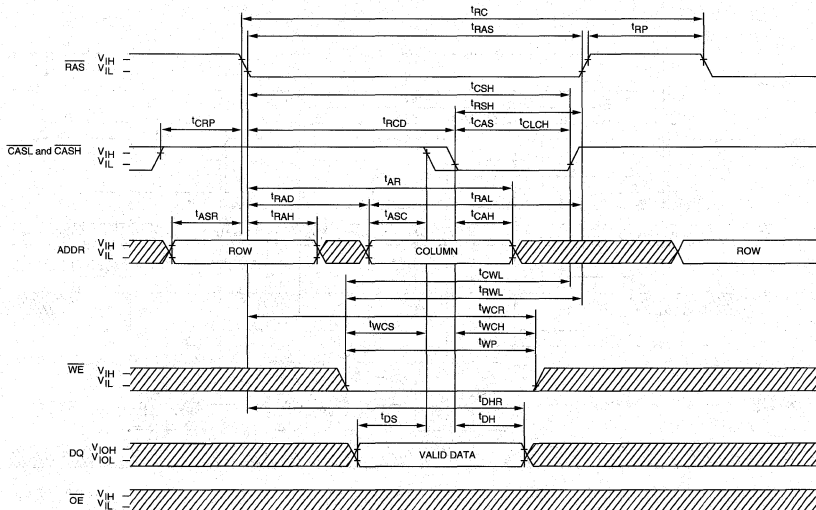 tRC
tRAS tRP
RAS VIH
VIL
tCSH
tRSH
tCRP tRCD tCAS tCLCH
CASL and CASH VIH
VIL
tAR
tRAD tRAL
tASR tRAH tASC tCAH
ADDR VIH
VIL
ROW COLUMN ROW
tCWL
tRWL
tWCR
tWCS tWCH
tWP
WE VIH
VIL
tDHR
tDS tDH
DQ VIOH
VIOL
VALID DATA
OE VIH
VIL